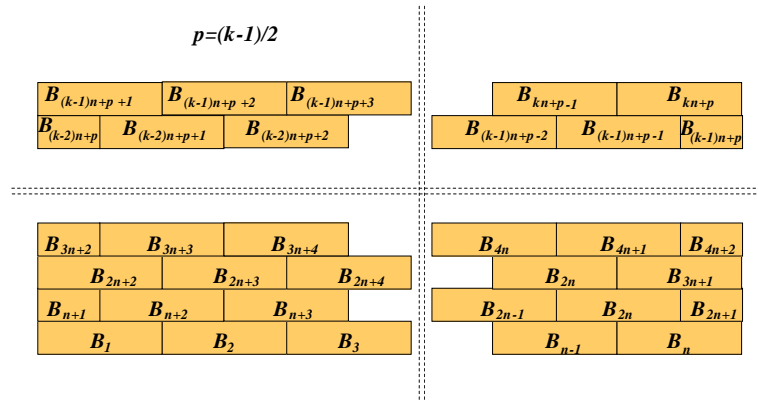 p=(k-1)/2
B(k-1)n+p +1 B(k-1)n+p +2 B(k-1)n+p+3 Bkn+p-1 Bkn+p
B(k-2)n+p B(k-2)n+p+1 B(k-2)n+p+2 B(k-1)n+p -2 B(k-1)n+p -1 B(k-1)n+p
B3n+2 B3n+3 B3n+4 B4n B4n+1 B4n+2
B2n+2 B2n+3 B2n+4 B2n B3n+1
Bn+1 Bn+2 Bn+3 B2n-1 B2n B2n+1
B1 B2 B3 Bn-1 Bn